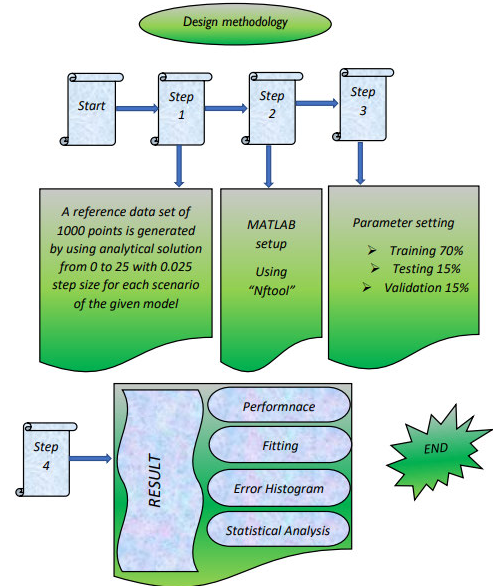 Design methodology
Start
Step
1
Step
2
Step
3
A reference data set of
1000 points is generated
by using analytical solution
from 0 to 25 with 0.025
step size for each scenario
of the given model
MATLAB
setup
Using
“Nftool”
Parameter setting
➢ Training 70%
➢ Testing 15%
➢ Validation 15%
Step
4
RESULT
Performnace
Fitting
Error Histogram
Statistical Analysis
END